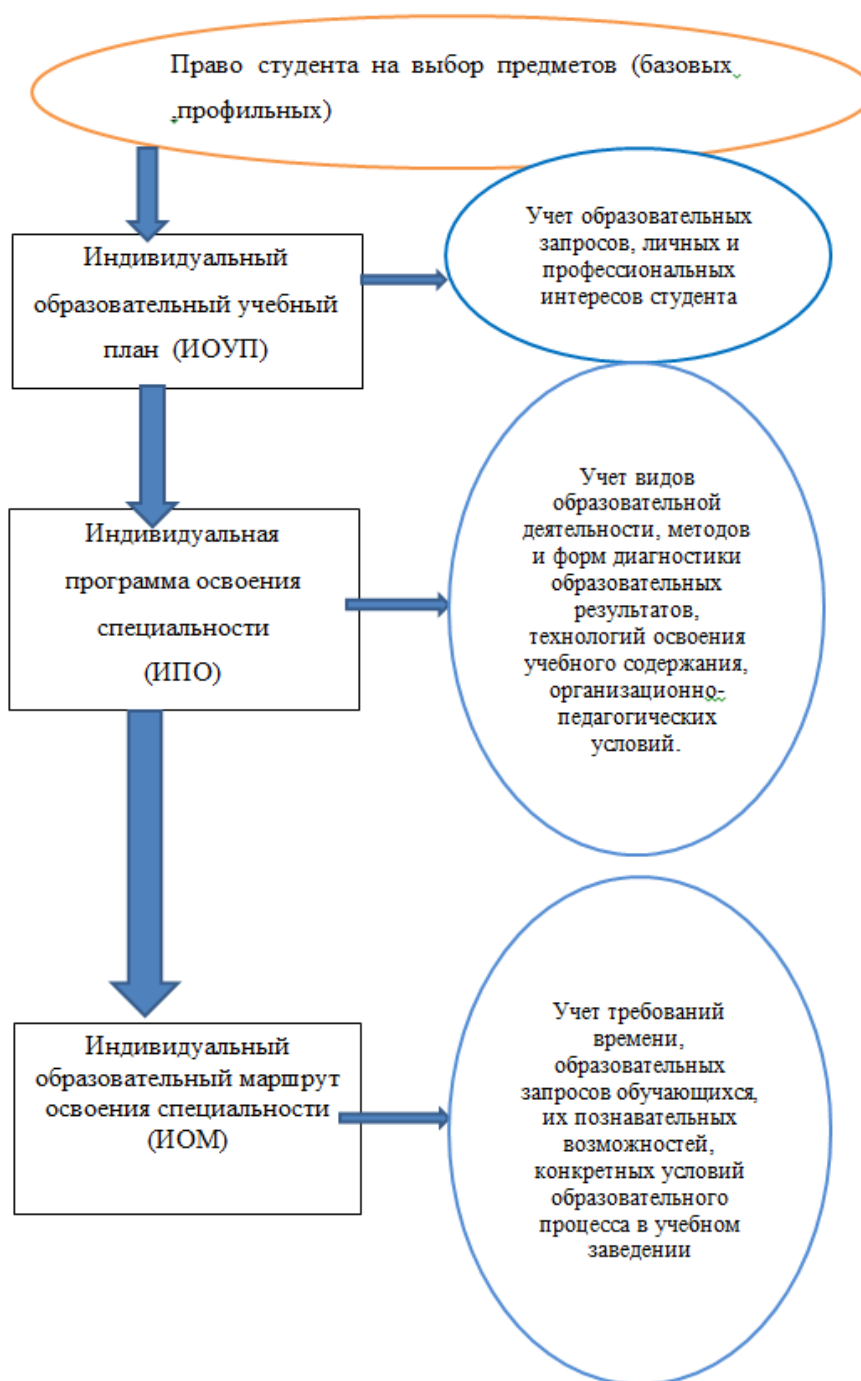 Право студента на выбор предметов (базовых,
,профильных)
Учет образовательных
запросов, личных и
профессиональных
интересов студента
Индивидуальный
образовательный учебный
план (ИОУП)
Учет видов
образовательной
деятельности, методов
и форм диагностики
образовательных
результатов,
технологий освоения
учебного содержания,
организационно-
педагогических
условий.
Индивидуальная
программа освоения
специальности
(ИПО)
Индивидуальный
образовательный маршрут
освоения специальности
(ИОМ)
Учет требований
времени,
образовательных
запросов обучающихся,
их познавательных
возможностей,
конкретных условий
образовательного
процесса в учебном
заведении